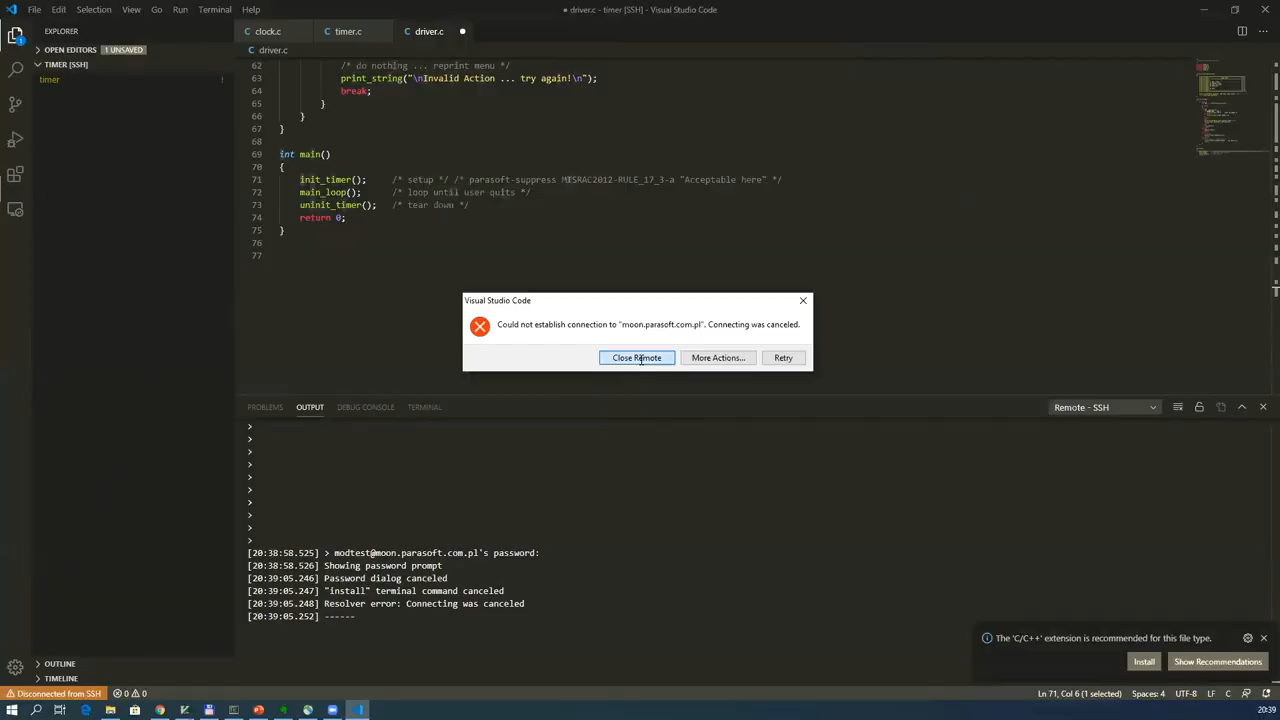 File Edit Selection View Go Run Terminal Help
● driver.c - timer [SSH] - Visual Studio Code
EXPLORER
clock.c timer.c driver.c
OPEN EDITORS 1 UNSAVED
driver.c
TIMER [SSH]
timer !
62 /* do nothing ... reprint menu */
63 print_string("\nInvalid Action ... try again!\n");
64 break;
65 }
66 }
67 }
68
69 int main()
70 {
71 init_timer(); /* setup */ /* parasoft-suppress MISRAC2012-RULE_17_3-a "Acceptable here" */
72 main_loop(); /* loop until user quits */
73 uninit_timer(); /* tear down */
74 return 0;
75 }
76
77
Visual Studio Code
Could not establish connection to "moon.parasoft.com.pl". Connecting was canceled.
Close Remote More Actions... Retry
PROBLEMS OUTPUT DEBUG CONSOLE TERMINAL Remote - SSH
>
>
>
>
>
>
>
>
>
>
[20:38:58.525] > modtest@moon.parasoft.com.pl's password:
[20:38:58.526] Showing password prompt
[20:39:05.246] Password dialog canceled
[20:39:05.247] "install" terminal command canceled
[20:39:05.248] Resolver error: Connecting was canceled
[20:39:05.252] ------
The 'C/C++' extension is recommended for this file type.
Install Show Recommendations
OUTLINE
TIMELINE
Disconnected from SSH 0 0 Ln 71, Col 6 (1 selected) Spaces: 4 UTF-8 LF C
20:39